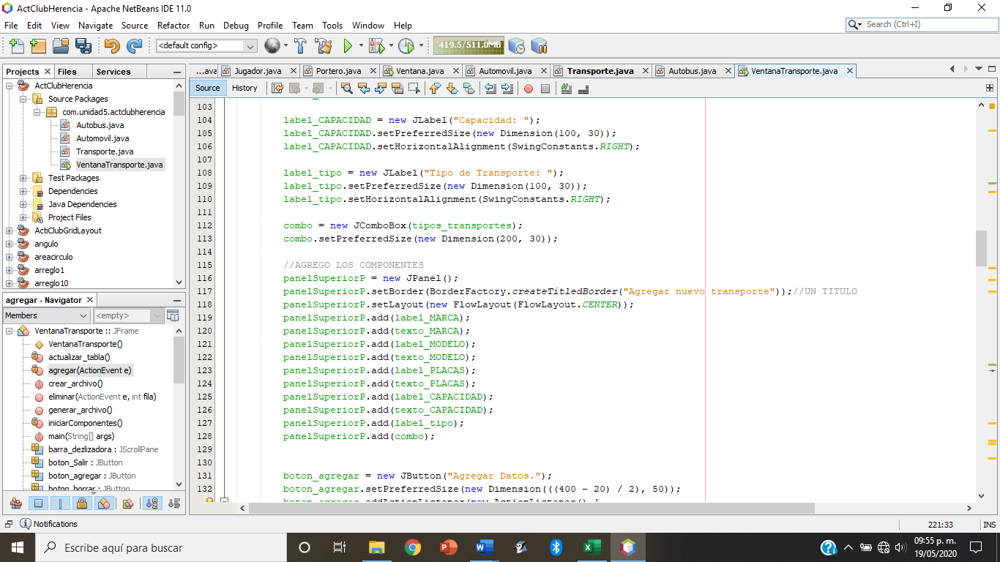 ActClubHerencia - Apache NetBeans IDE 11.0
File Edit View Navigate Source Refactor Run Debug Profile Team Tools Window Help
Search (Ctrl+I)
<default config>
419.5/511.0MB
Projects Files Services
...ava Jugador.java Portero.java Ventana.java Automovil.java Transporte.java Autobus.java VentanaTransporte.java
Source History
ActClubHerencia
Source Packages
com.unidad5.actclubherencia
Autobus.java
Automovil.java
Transporte.java
VentanaTransporte.java
Test Packages
Dependencies
Java Dependencies
Project Files
ActiClubGridLayout
angulo
areacirculo
arreglo1
arreglo10
agregar - Navigator
Members <empty>
VentanaTransporte :: JFrame
VentanaTransporte()
actualizar_tabla()
agregar(ActionEvent e)
crear_archivo()
eliminar(ActionEvent e, int fila)
generar_archivo()
iniciarComponentes()
main(String[] args)
barra_dezlizadora : JScrollPane
boton_Salir : JButton
boton_agregar : JButton
boton_borrar : JButton
103
104 label_CAPACIDAD = new JLabel("Capacidad: ");
105 label_CAPACIDAD.setPreferredSize(new Dimension(100, 30));
106 label_CAPACIDAD.setHorizontalAlignment(SwingConstants.RIGHT);
107
108 label_tipo = new JLabel("Tipo de Transporte: ");
109 label_tipo.setPreferredSize(new Dimension(100, 30));
110 label_tipo.setHorizontalAlignment(SwingConstants.RIGHT);
111
112 combo = new JComboBox(tipos_transportes);
113 combo.setPreferredSize(new Dimension(200, 30));
114
115 //AGREGO LOS COMPONENTES
116 panelSuperiorP = new JPanel();
117 panelSuperiorP.setBorder(BorderFactory.createTitledBorder("Agregar nuevo transporte"));//UN TITULO
118 panelSuperiorP.setLayout(new FlowLayout(FlowLayout.CENTER));
119 panelSuperiorP.add(label_MARCA);
120 panelSuperiorP.add(texto_MARCA);
121 panelSuperiorP.add(label_MODELO);
122 panelSuperiorP.add(texto_MODELO);
123 panelSuperiorP.add(label_PLACAS);
124 panelSuperiorP.add(texto_PLACAS);
125 panelSuperiorP.add(label_CAPACIDAD);
126 panelSuperiorP.add(texto_CAPACIDAD);
127 panelSuperiorP.add(label_tipo);
128 panelSuperiorP.add(combo);
129
130
131 boton_agregar = new JButton("Agregar Datos.");
132 boton_agregar.setPreferredSize(new Dimension(((400 - 20) / 2), 50));
boton_agregar.addActionListener(new ActionListener() {
Notifications
221:33 INS
Escribe aquí para buscar
09:55 p. m.
19/05/2020